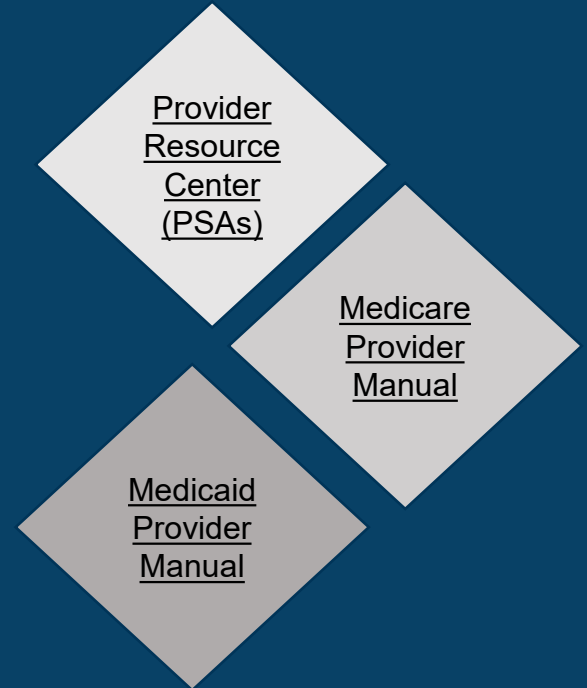 Provider
Resource
Center
(PSAs)
Medicare
Provider
Manual
Medicaid
Provider
Manual